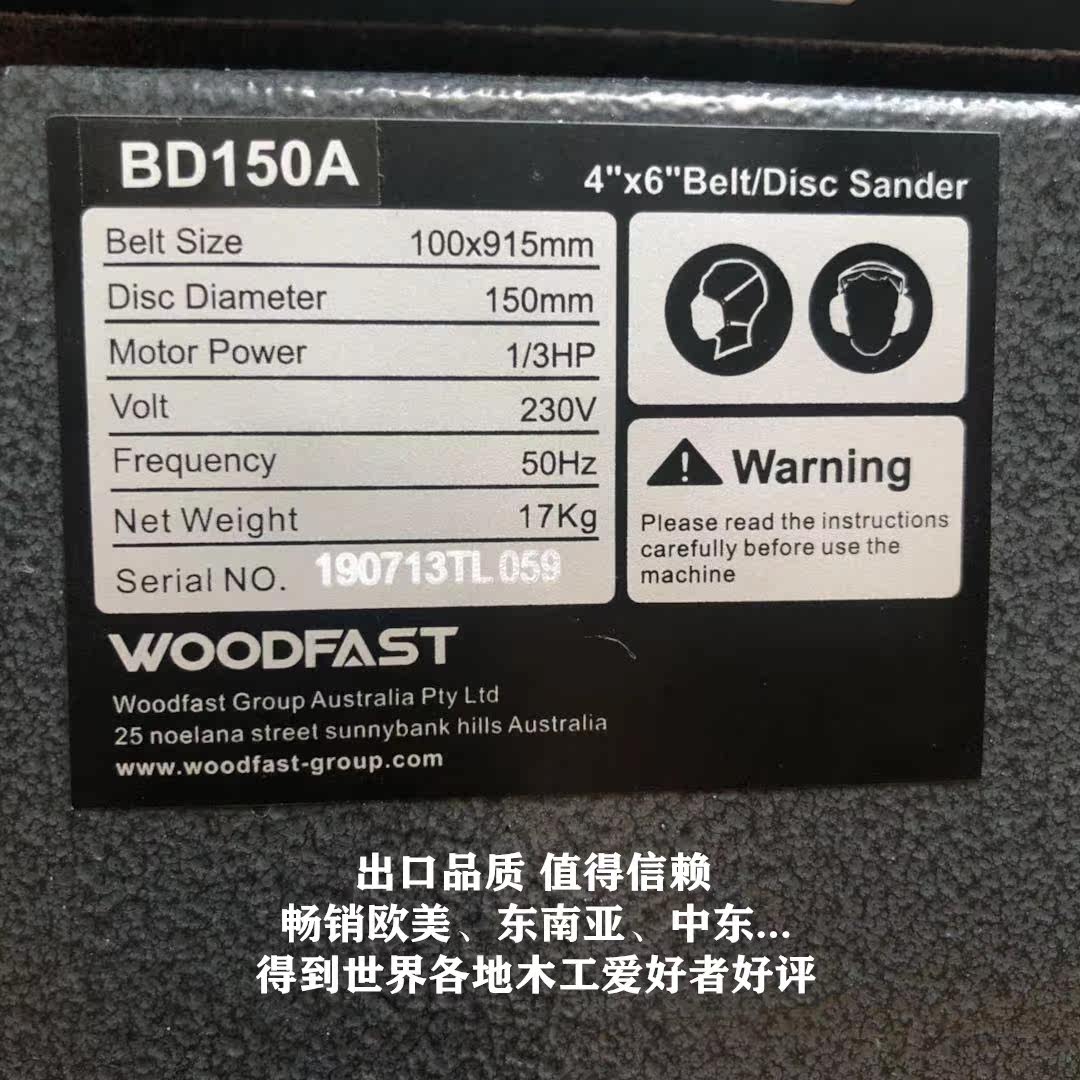 BD150A
4"x6"Belt/Disc Sander
Belt Size 100x915mm
Disc Diameter 150mm
Motor Power 1/3HP
Volt 230V
Frequency 50Hz
Net Weight 17Kg
Serial NO. 190713TL 059
Warning
Please read the instructions
carefully before use the
machine
WOODFAST
Woodfast Group Australia Pty Ltd
25 noelana street sunnybank hills Australia
www.woodfast-group.com
出口品质 值得信赖
畅销欧美、东南亚、中东...
得到世界各地木工爱好者好评